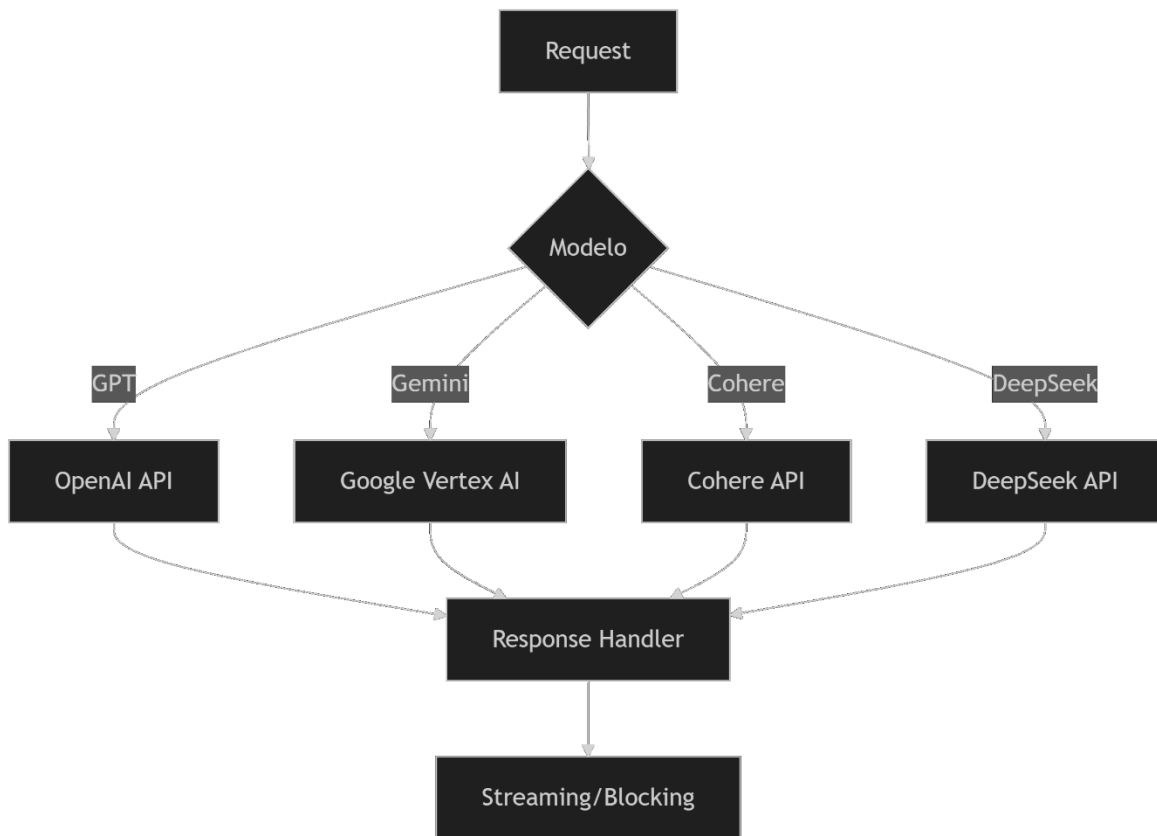 Request
Modelo
GPT
Gemini
Cohere
DeepSeek
OpenAI API
Google Vertex AI
Cohere API
DeepSeek API
Response Handler
Streaming/Blocking